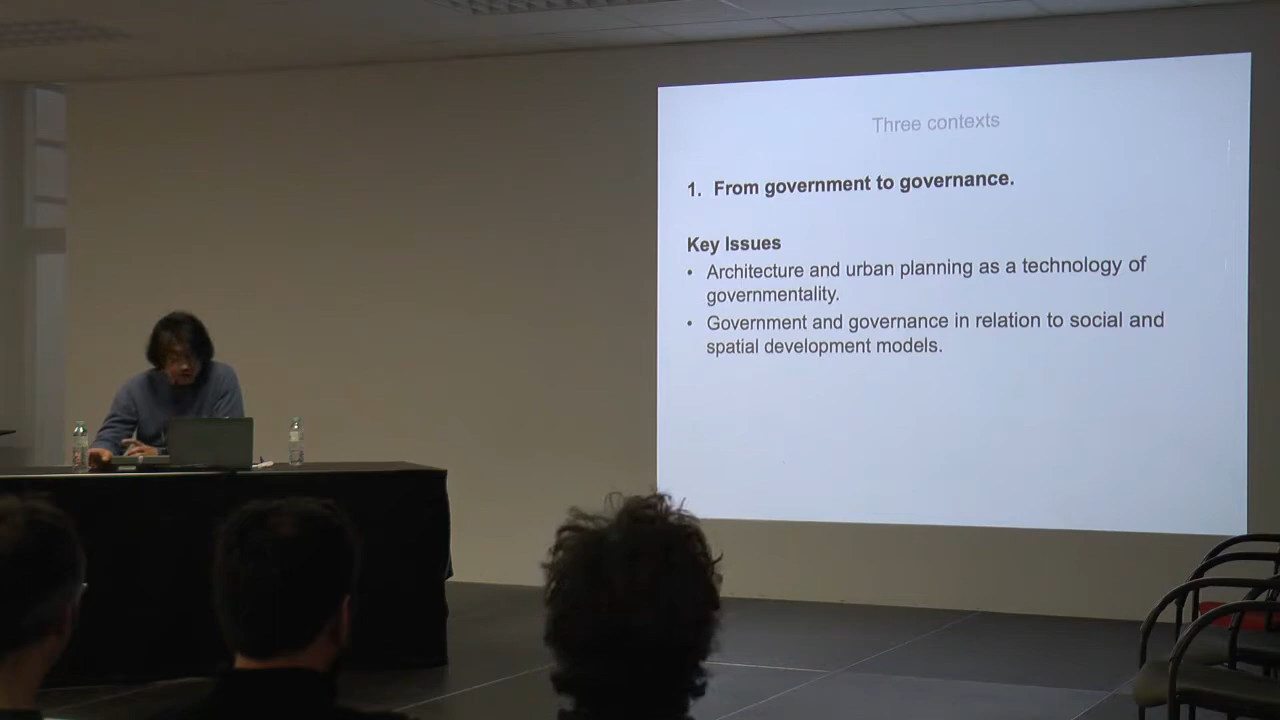 Three contexts
1. From government to governance.
Key Issues
• Architecture and urban planning as a technology of
governmentality.
• Government and governance in relation to social and
spatial development models.